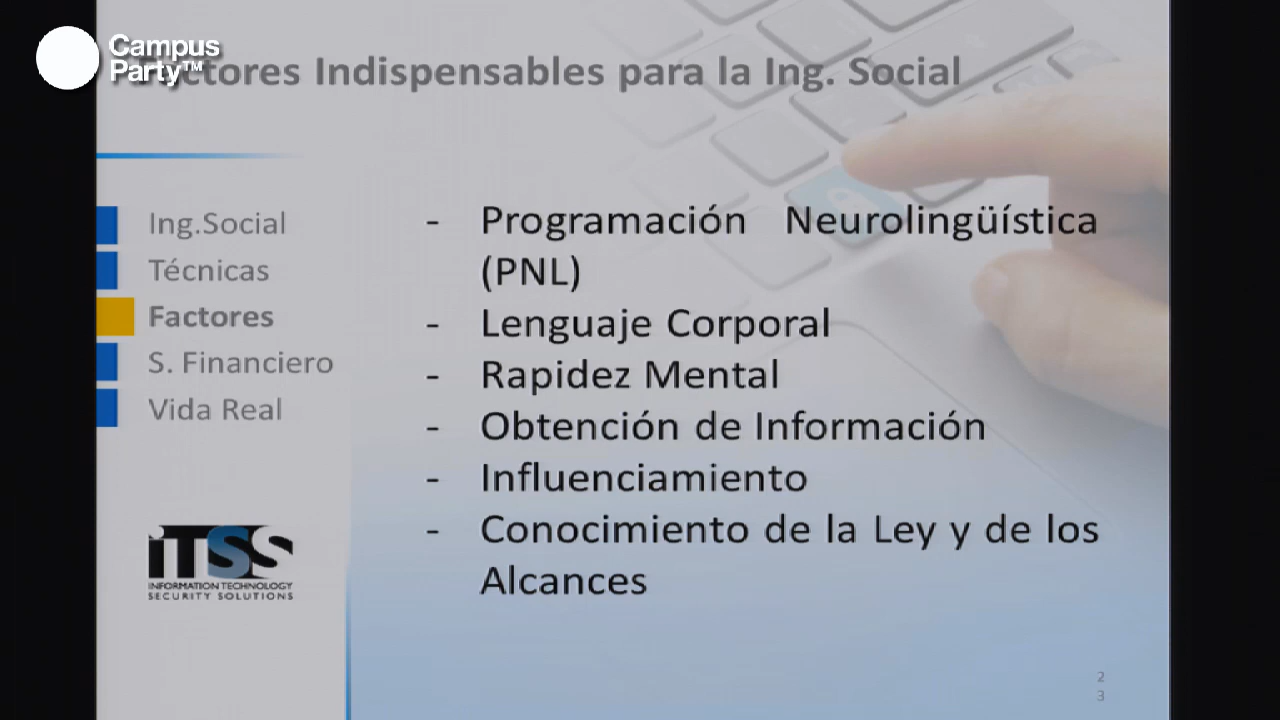 Campus
Party™
ctores Indispensables para la Ing. Social
Ing.Social
Técnicas
Factores
S. Financiero
Vida Real
- Programación Neurolingüística
(PNL)
- Lenguaje Corporal
- Rapidez Mental
- Obtención de Información
- Influenciamiento
- Conocimiento de la Ley y de los
Alcances
iTSS
INFORMATION TECHNOLOGY
SECURITY SOLUTIONS
2
3